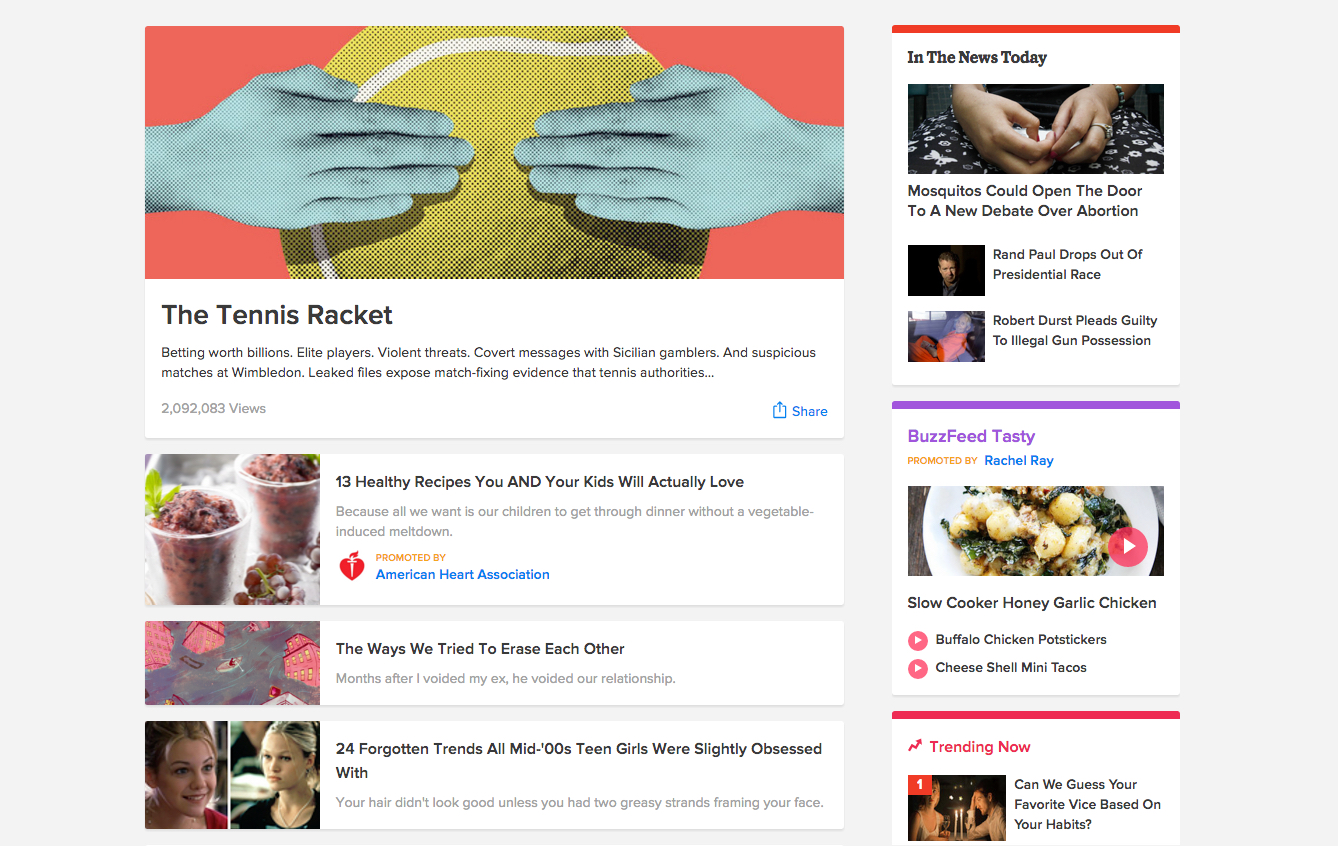 The Tennis Racket
Betting worth billions. Elite players. Violent threats. Covert messages with Sicilian gamblers. And suspicious
matches at Wimbledon. Leaked files expose match-fixing evidence that tennis authorities...
2,092,083 Views
Share
13 Healthy Recipes You AND Your Kids Will Actually Love
Because all we want is our children to get through dinner without a vegetable-
induced meltdown.
PROMOTED BY
American Heart Association
The Ways We Tried To Erase Each Other
Months after I voided my ex, he voided our relationship.
24 Forgotten Trends All Mid-'00s Teen Girls Were Slightly Obsessed
With
Your hair didn't look good unless you had two greasy strands framing your face.
In The News Today
Mosquitos Could Open The Door
To A New Debate Over Abortion
Rand Paul Drops Out Of
Presidential Race
Robert Durst Pleads Guilty
To Illegal Gun Possession
BuzzFeed Tasty
PROMOTED BY Rachel Ray
Slow Cooker Honey Garlic Chicken
Buffalo Chicken Potstickers
Cheese Shell Mini Tacos
Trending Now
1
Can We Guess Your
Favorite Vice Based On
Your Habits?